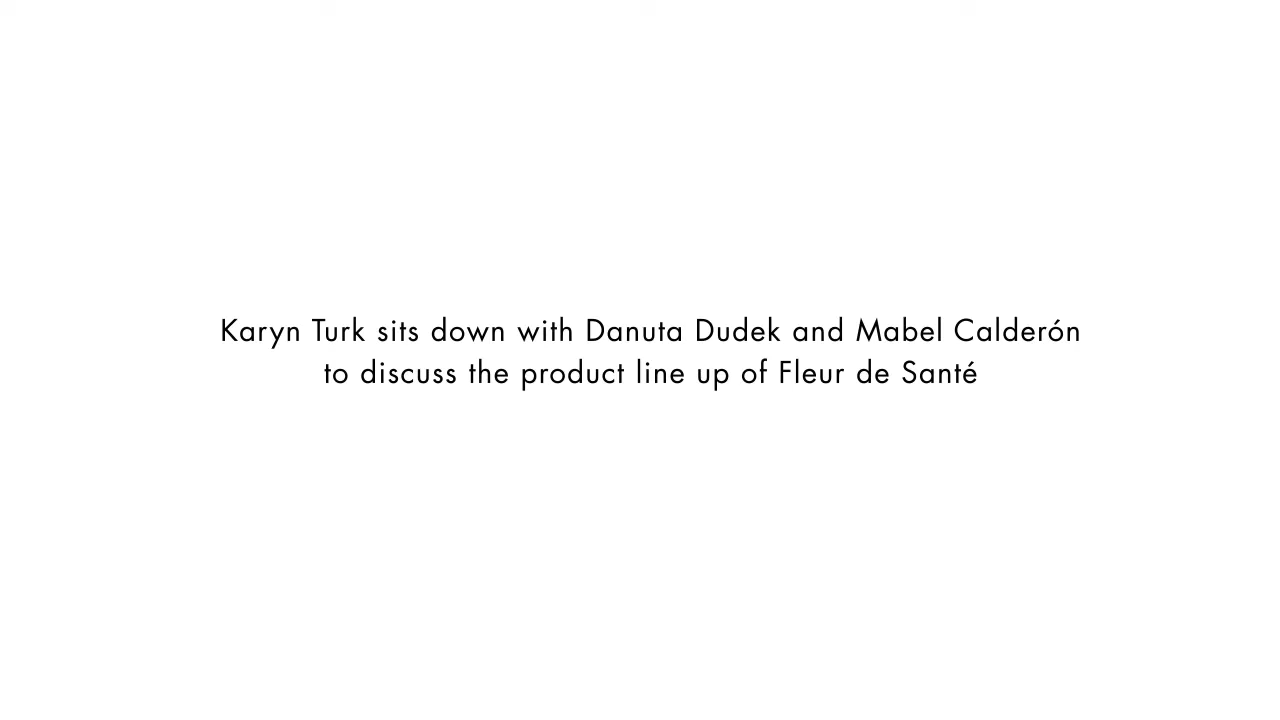 Karyn Turk sits down with Danuta Dudek and Mabel Calderón
to discuss the product line up of Fleur de Santé